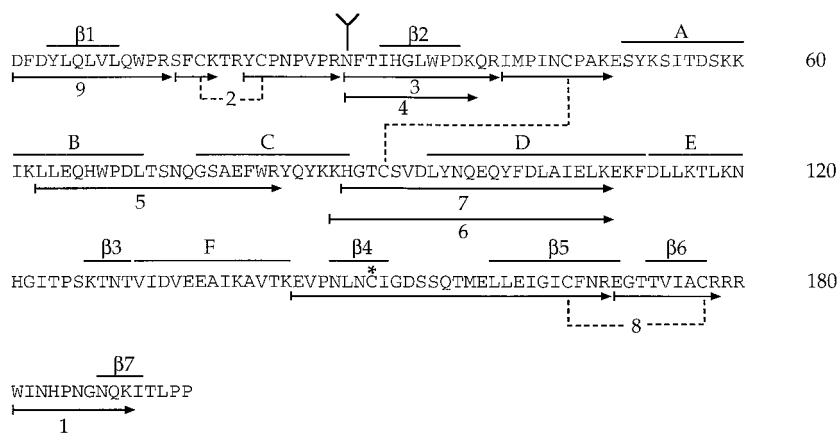 β1 β2 A
DFDYLQLVLQWPRSFCKTRYCPNPVPRNFTIHGLWPDKQRIMPINCPAKESYKSITDSKK 60
9 2 3
4
B C D E
IKLLEQHWPDLTSNQGSAEFWRYQYKKHGTCSVDLYNQEQYFDLAIELKEKFDLLKTLKN 120
5 7
6
β3 F β4 β5 β6
*
HGITPSKTNTVIDVEEAIKAVTKEVPNLNCIGDSSQTMELLEIGICFNREGTTVIACRRR 180
8
β7
WINHPNGNQKITLPP
1